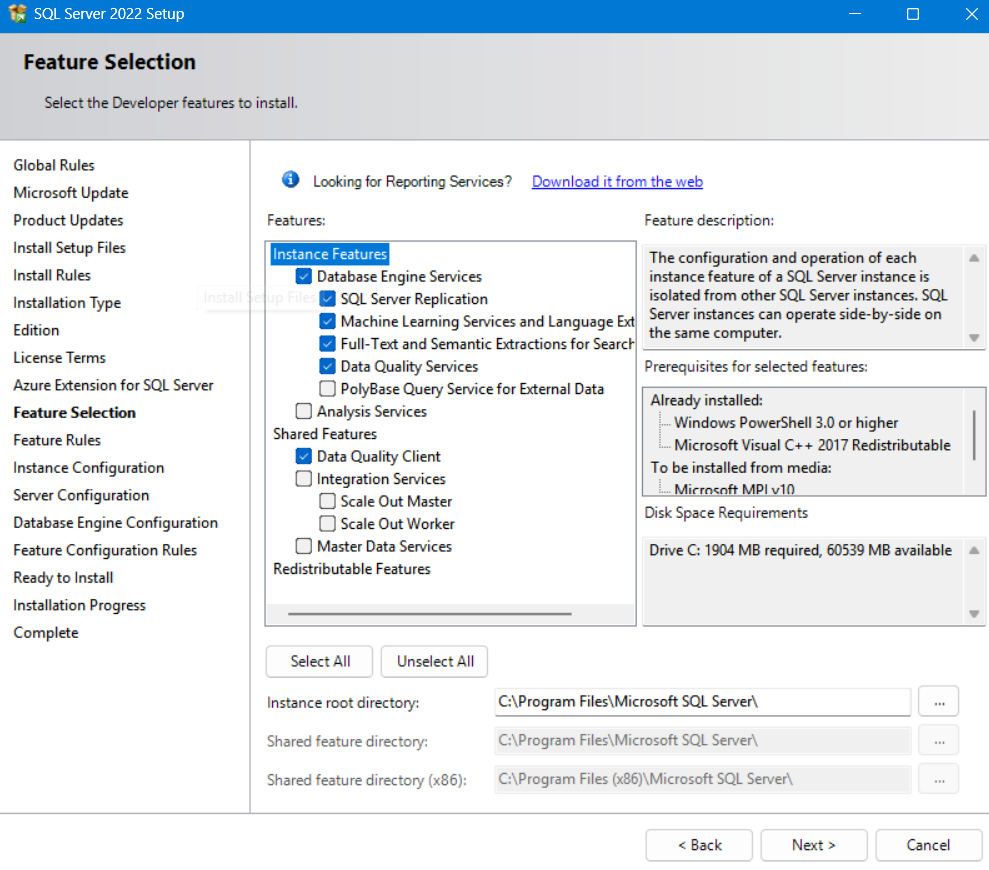 SQL Server 2022 Setup
Feature Selection
Select the Developer features to install.
Global Rules
Microsoft Update
Product Updates
Install Setup Files
Install Rules
Installation Type
Edition
License Terms
Azure Extension for SQL Server
Feature Selection
Feature Rules
Instance Configuration
Server Configuration
Database Engine Configuration
Feature Configuration Rules
Ready to Install
Installation Progress
Complete
Install Setup Files
Looking for Reporting Services? Download it from the web
Features:
Instance Features
Database Engine Services
SQL Server Replication
Machine Learning Services and Language Ext
Full-Text and Semantic Extractions for Search
Data Quality Services
PolyBase Query Service for External Data
Analysis Services
Shared Features
Data Quality Client
Integration Services
Scale Out Master
Scale Out Worker
Master Data Services
Redistributable Features
Feature description:
The configuration and operation of each
instance feature of a SQL Server instance is
isolated from other SQL Server instances. SQL
Server instances can operate side-by-side on
the same computer.
Prerequisites for selected features:
Already installed:
Windows PowerShell 3.0 or higher
Microsoft Visual C++ 2017 Redistributable
To be installed from media:
Microsoft MPI v10
Disk Space Requirements
Drive C: 1904 MB required, 60539 MB available
Select All
Unselect All
Instance root directory: C:\Program Files\Microsoft SQL Server\ ...
Shared feature directory: C:\Program Files\Microsoft SQL Server\ ...
Shared feature directory (x86): C:\Program Files (x86)\Microsoft SQL Server\ ...
< Back
Next >
Cancel